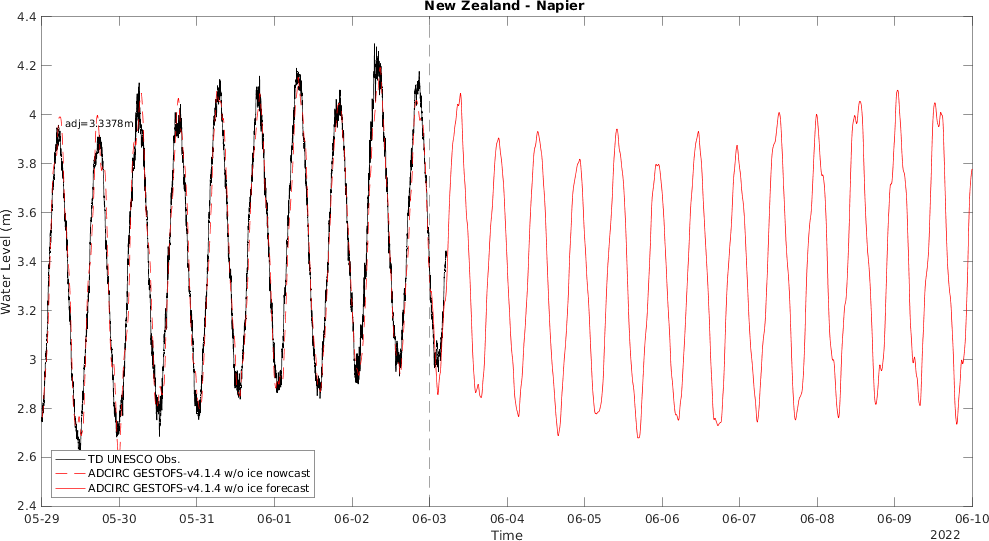 New Zealand - Napier
4.4
4.2
4
3.8
3.6
3.4
3.2
3
2.8
2.6
2.4
Water Level (m)
adj=3.3378m
TD UNESCO Obs.
ADCIRC GESTOFS-v4.1.4 w/o ice nowcast
ADCIRC GESTOFS-v4.1.4 w/o ice forecast
05-29 05-30 05-31 06-01 06-02 06-03 06-04 06-05 06-06 06-07 06-08 06-09 06-10
Time
2022